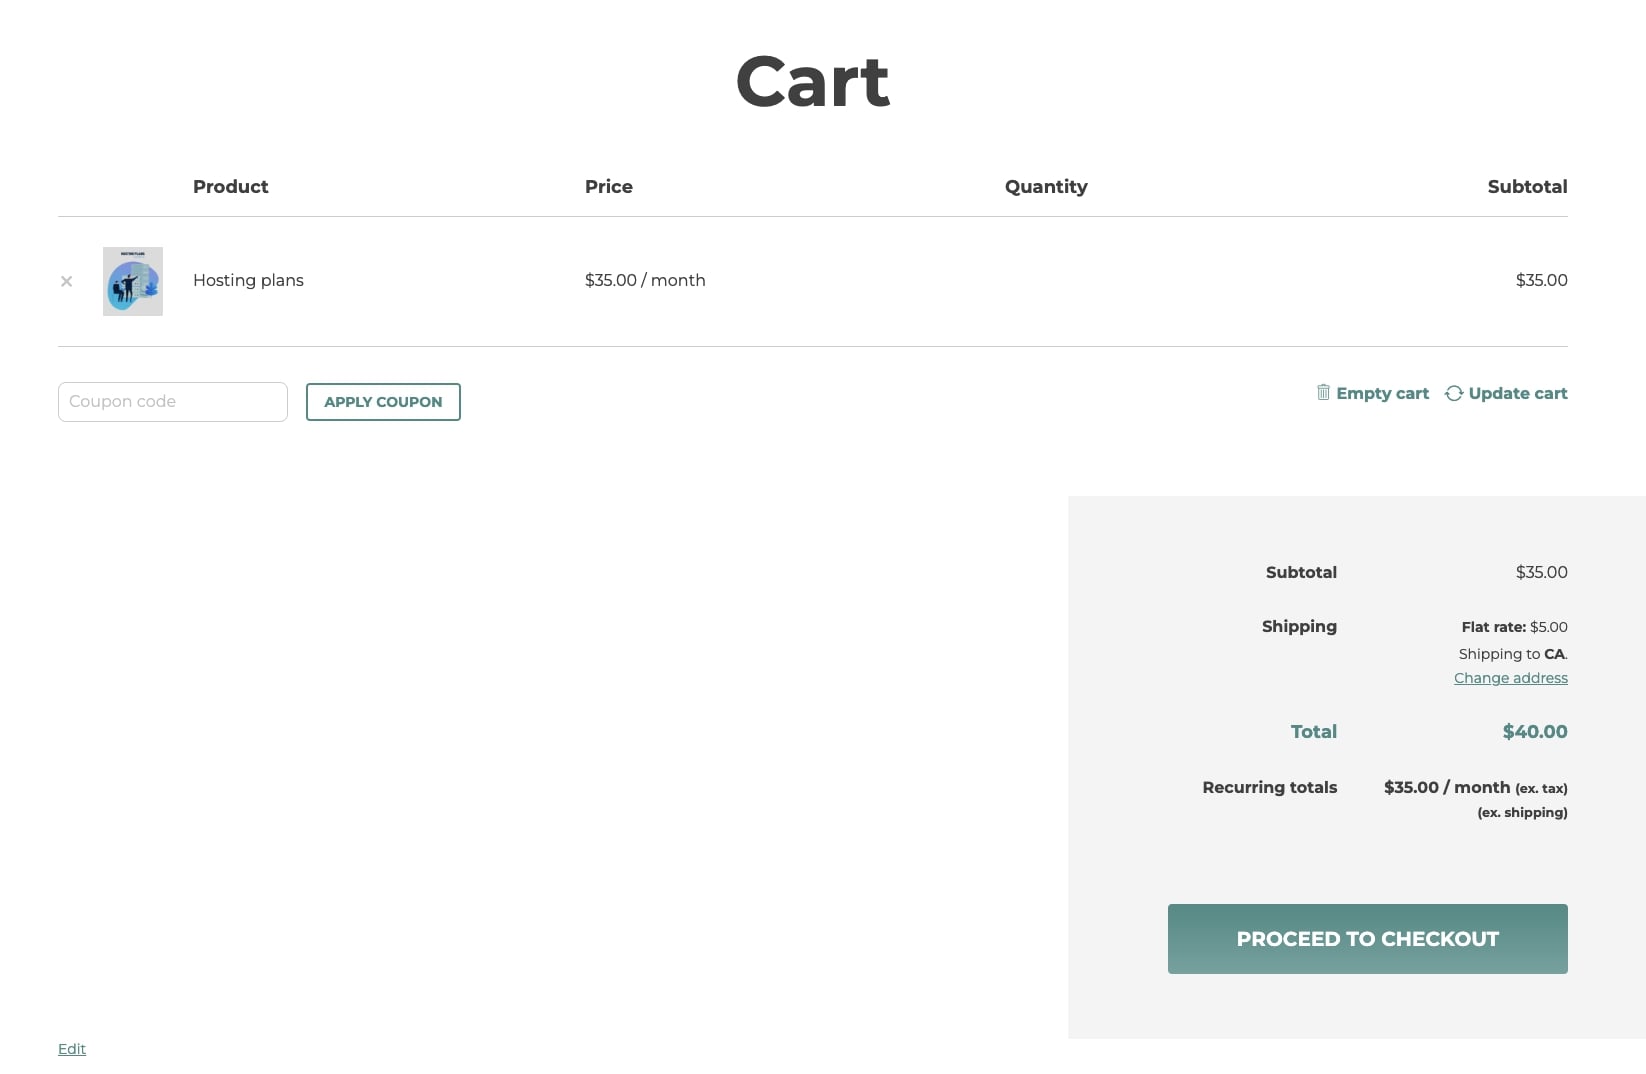 Cart
Product Price Quantity Subtotal
× HOSTING PLANS Hosting plans $35.00 / month $35.00
Coupon code APPLY COUPON Empty cart Update cart
Subtotal $35.00
Shipping Flat rate: $5.00
Shipping to CA.
Change address
Total $40.00
Recurring totals $35.00 / month (ex. tax)
(ex. shipping)
PROCEED TO CHECKOUT
Edit